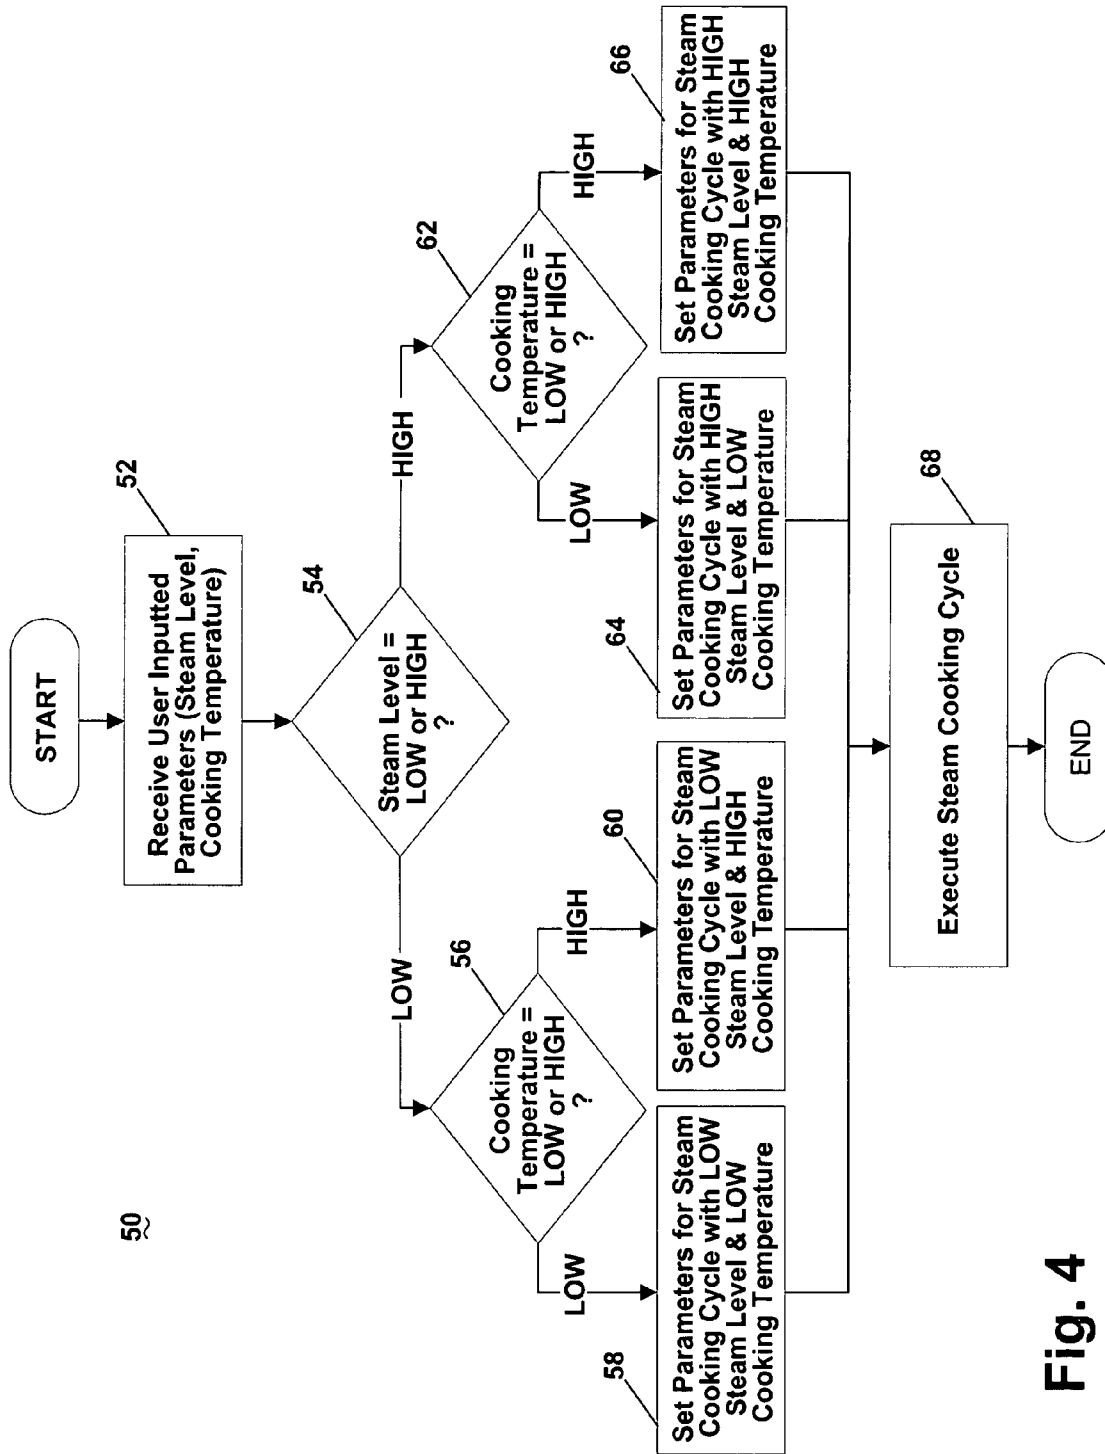 50
START
52
Receive User Inputted
Parameters (Steam Level,
Cooking Temperature)
54
Steam Level =
LOW or HIGH
?
LOW
HIGH
56
Cooking
Temperature =
LOW or HIGH
?
62
Cooking
Temperature =
LOW or HIGH
?
LOW
HIGH
LOW
HIGH
58
Set Parameters for Steam
Cooking Cycle with LOW
Steam Level & LOW
Cooking Temperature
60
Set Parameters for Steam
Cooking Cycle with LOW
Steam Level & HIGH
Cooking Temperature
64
Set Parameters for Steam
Cooking Cycle with HIGH
Steam Level & LOW
Cooking Temperature
66
Set Parameters for Steam
Cooking Cycle with HIGH
Steam Level & HIGH
Cooking Temperature
68
Execute Steam Cooking Cycle
END
Fig. 4